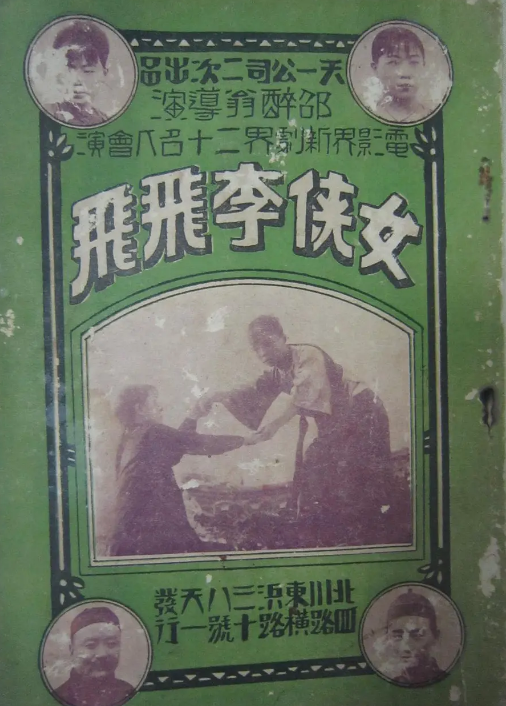 天一公司二次出品
邵醉翁導演
電影界新劇界二十名人會演
女俠李飛飛
北四川路東橫浜路三十八號天一發行